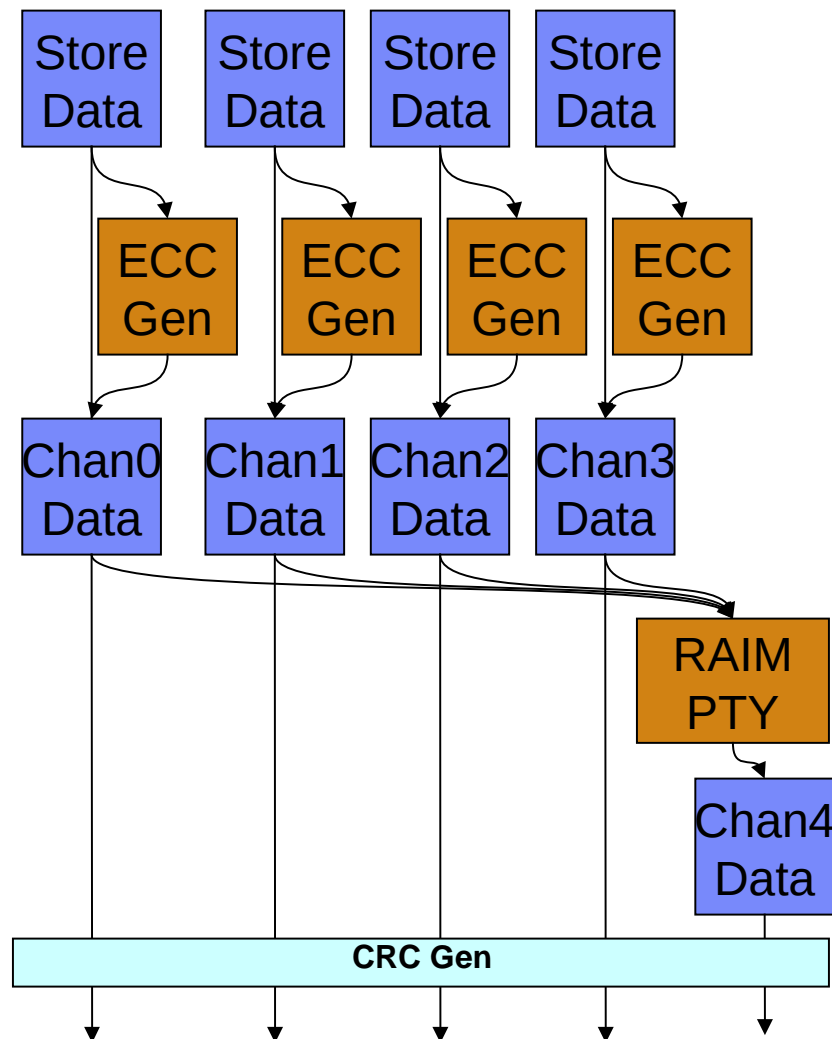 Store
Data
Store
Data
Store
Data
Store
Data
ECC
Gen
ECC
Gen
ECC
Gen
ECC
Gen
Chan0
Data
Chan1
Data
Chan2
Data
Chan3
Data
RAIM
PTY
Chan4
Data
CRC Gen